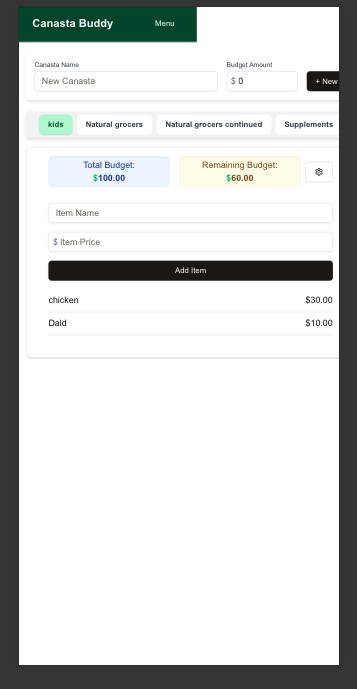 Canasta Buddy Menu
Canasta Name Budget Amount
New Canasta $ 0 + New
kids Natural grocers Natural grocers continued Supplements
Total Budget: Remaining Budget:
$100.00 $60.00
Item Name
$ Item Price
Add Item
chicken $30.00
Dald $10.00